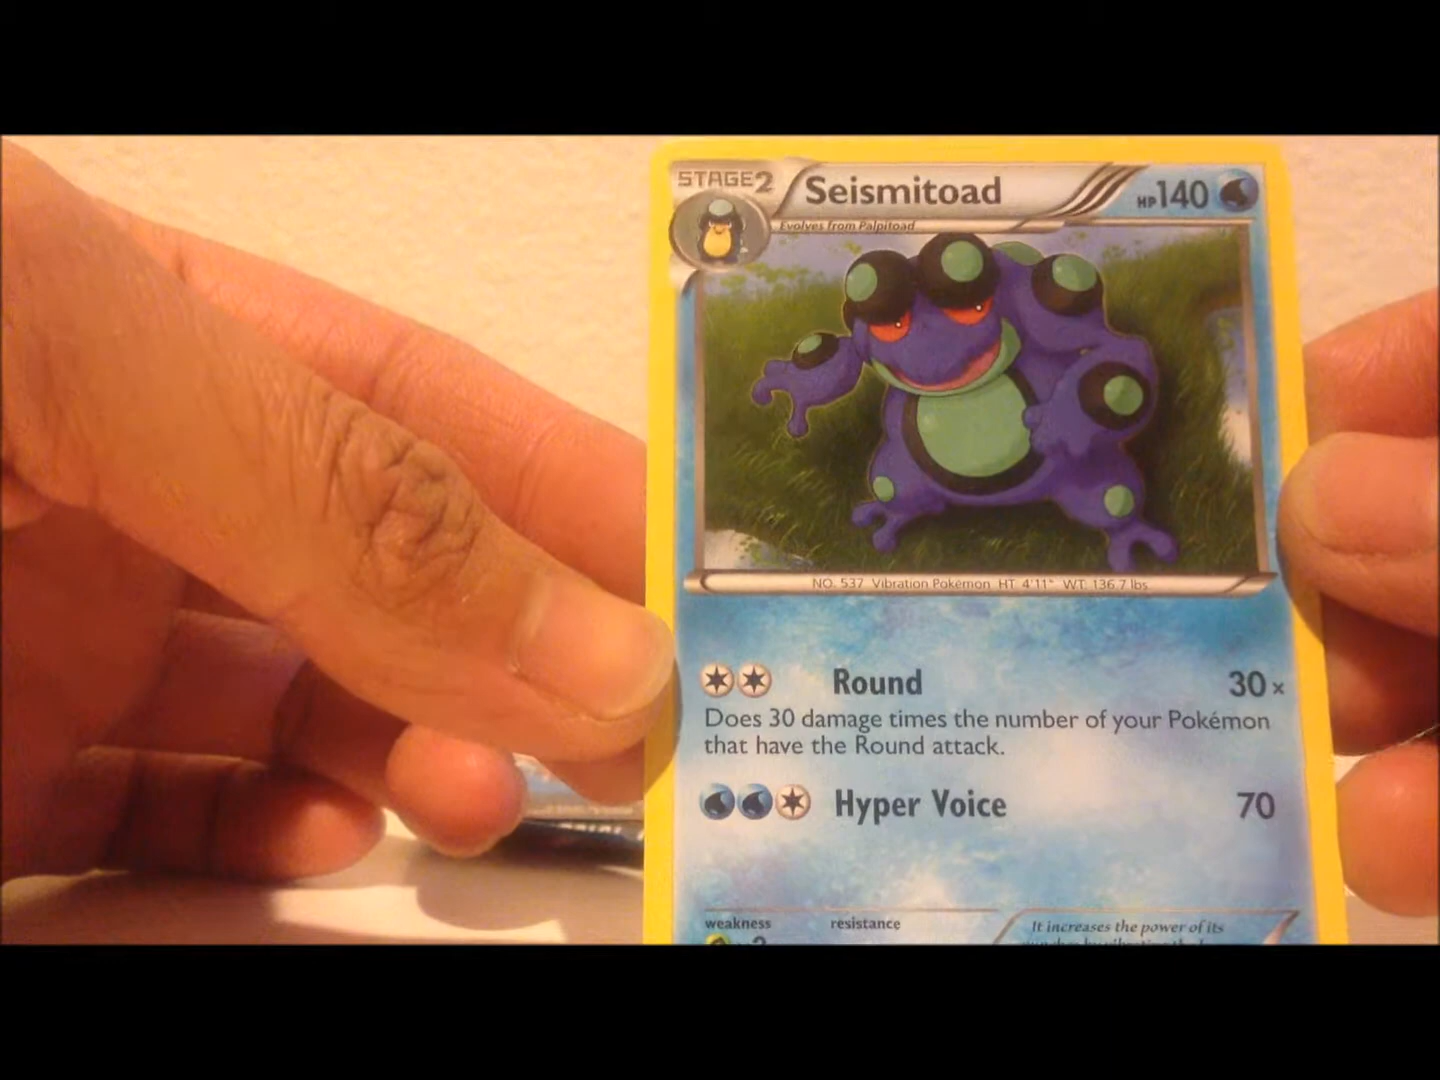 STAGE2 Seismitoad HP140
Evolves from Palpitoad
NO. 537 Vibration Pokémon HT: 4'11" WT: 136.7 lbs.
Round 30x
Does 30 damage times the number of your Pokémon
that have the Round attack.
Hyper Voice 70
weakness resistance
It increases the power of its